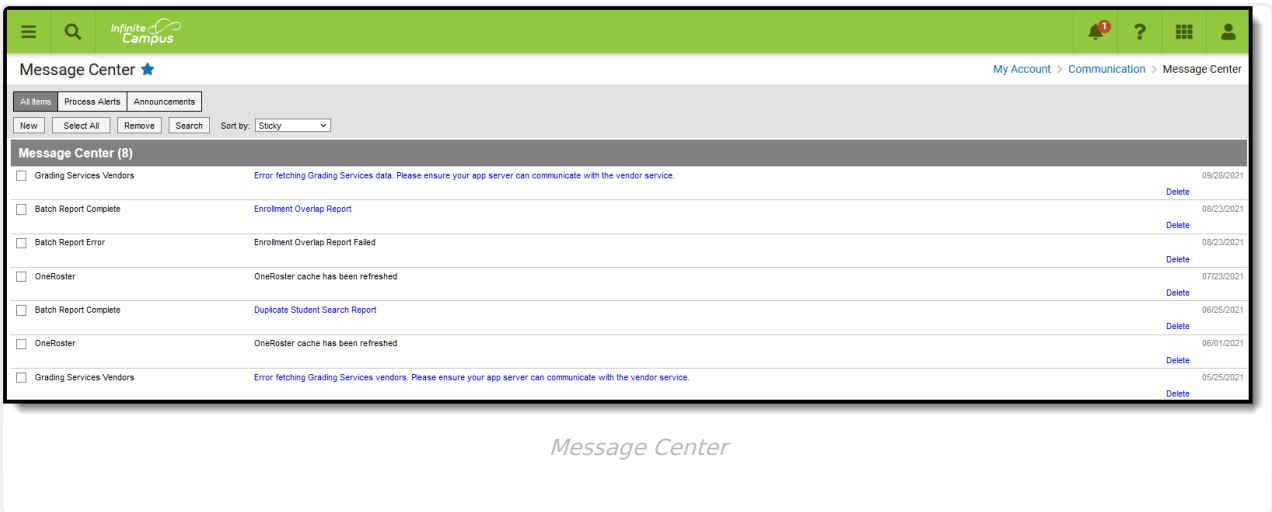 Infinite Campus
1
?
Message Center
My Account > Communication > Message Center
All Items Process Alerts Announcements
New Select All Remove Search Sort by: Sticky
Message Center (8)
Grading Services Vendors Error fetching Grading Services data. Please ensure your app server can communicate with the vendor service. 09/28/2021
Delete
Batch Report Complete Enrollment Overlap Report 08/23/2021
Delete
Batch Report Error Enrollment Overlap Report Failed 08/23/2021
Delete
OneRoster OneRoster cache has been refreshed 07/23/2021
Delete
Batch Report Complete Duplicate Student Search Report 06/25/2021
Delete
OneRoster OneRoster cache has been refreshed 06/01/2021
Delete
Grading Services Vendors Error fetching Grading Services vendors. Please ensure your app server can communicate with the vendor service. 05/25/2021
Delete
Message Center